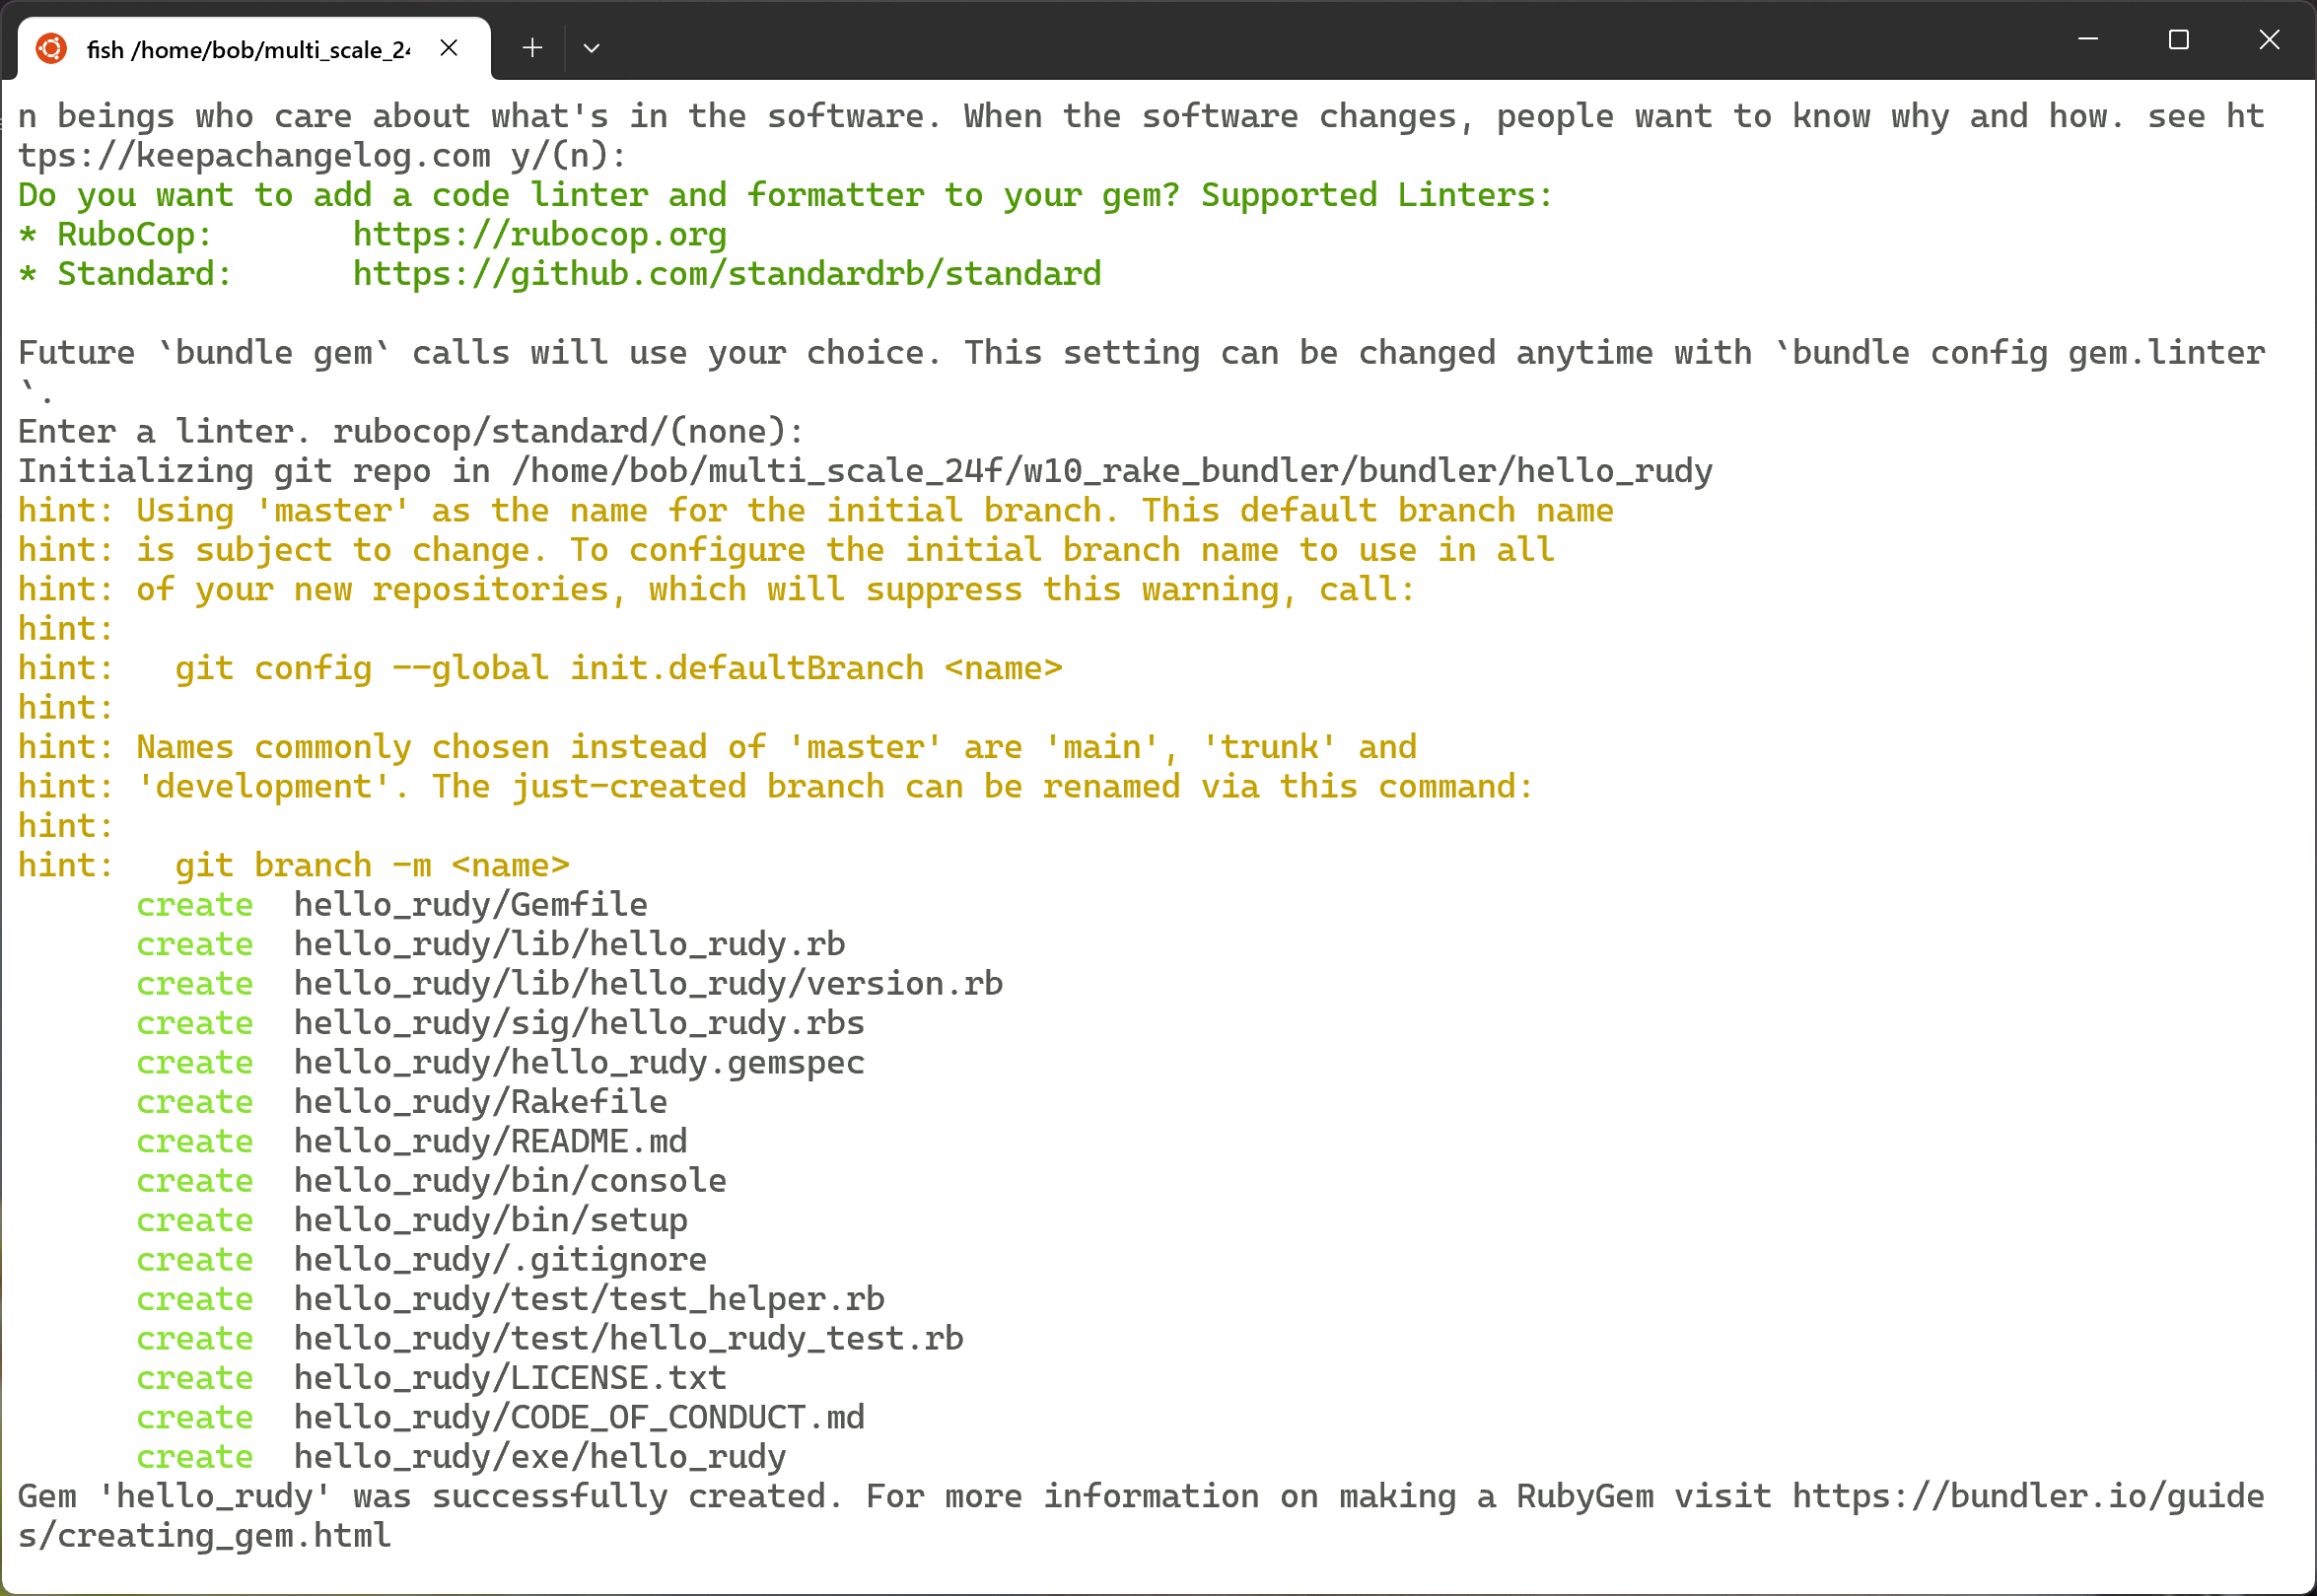 fish /home/bob/multi_scale_24
n beings who care about what's in the software. When the software changes, people want to know why and how. see ht
tps://keepachangelog.com y/(n):
Do you want to add a code linter and formatter to your gem? Supported Linters:
* RuboCop:       https://rubocop.org
* Standard:      https://github.com/standardrb/standard
Future `bundle gem` calls will use your choice. This setting can be changed anytime with `bundle config gem.linter
`.
Enter a linter. rubocop/standard/(none):
Initializing git repo in /home/bob/multi_scale_24f/w10_rake_bundler/bundler/hello_rudy
hint: Using 'master' as the name for the initial branch. This default branch name
hint: is subject to change. To configure the initial branch name to use in all
hint: of your new repositories, which will suppress this warning, call:
hint:
hint:   git config --global init.defaultBranch <name>
hint:
hint: Names commonly chosen instead of 'master' are 'main', 'trunk' and
hint: 'development'. The just-created branch can be renamed via this command:
hint:
hint:   git branch -m <name>
      create  hello_rudy/Gemfile
      create  hello_rudy/lib/hello_rudy.rb
      create  hello_rudy/lib/hello_rudy/version.rb
      create  hello_rudy/sig/hello_rudy.rbs
      create  hello_rudy/hello_rudy.gemspec
      create  hello_rudy/Rakefile
      create  hello_rudy/README.md
      create  hello_rudy/bin/console
      create  hello_rudy/bin/setup
      create  hello_rudy/.gitignore
      create  hello_rudy/test/test_helper.rb
      create  hello_rudy/test/hello_rudy_test.rb
      create  hello_rudy/LICENSE.txt
      create  hello_rudy/CODE_OF_CONDUCT.md
      create  hello_rudy/exe/hello_rudy
Gem 'hello_rudy' was successfully created. For more information on making a RubyGem visit https://bundler.io/guide
s/creating_gem.html